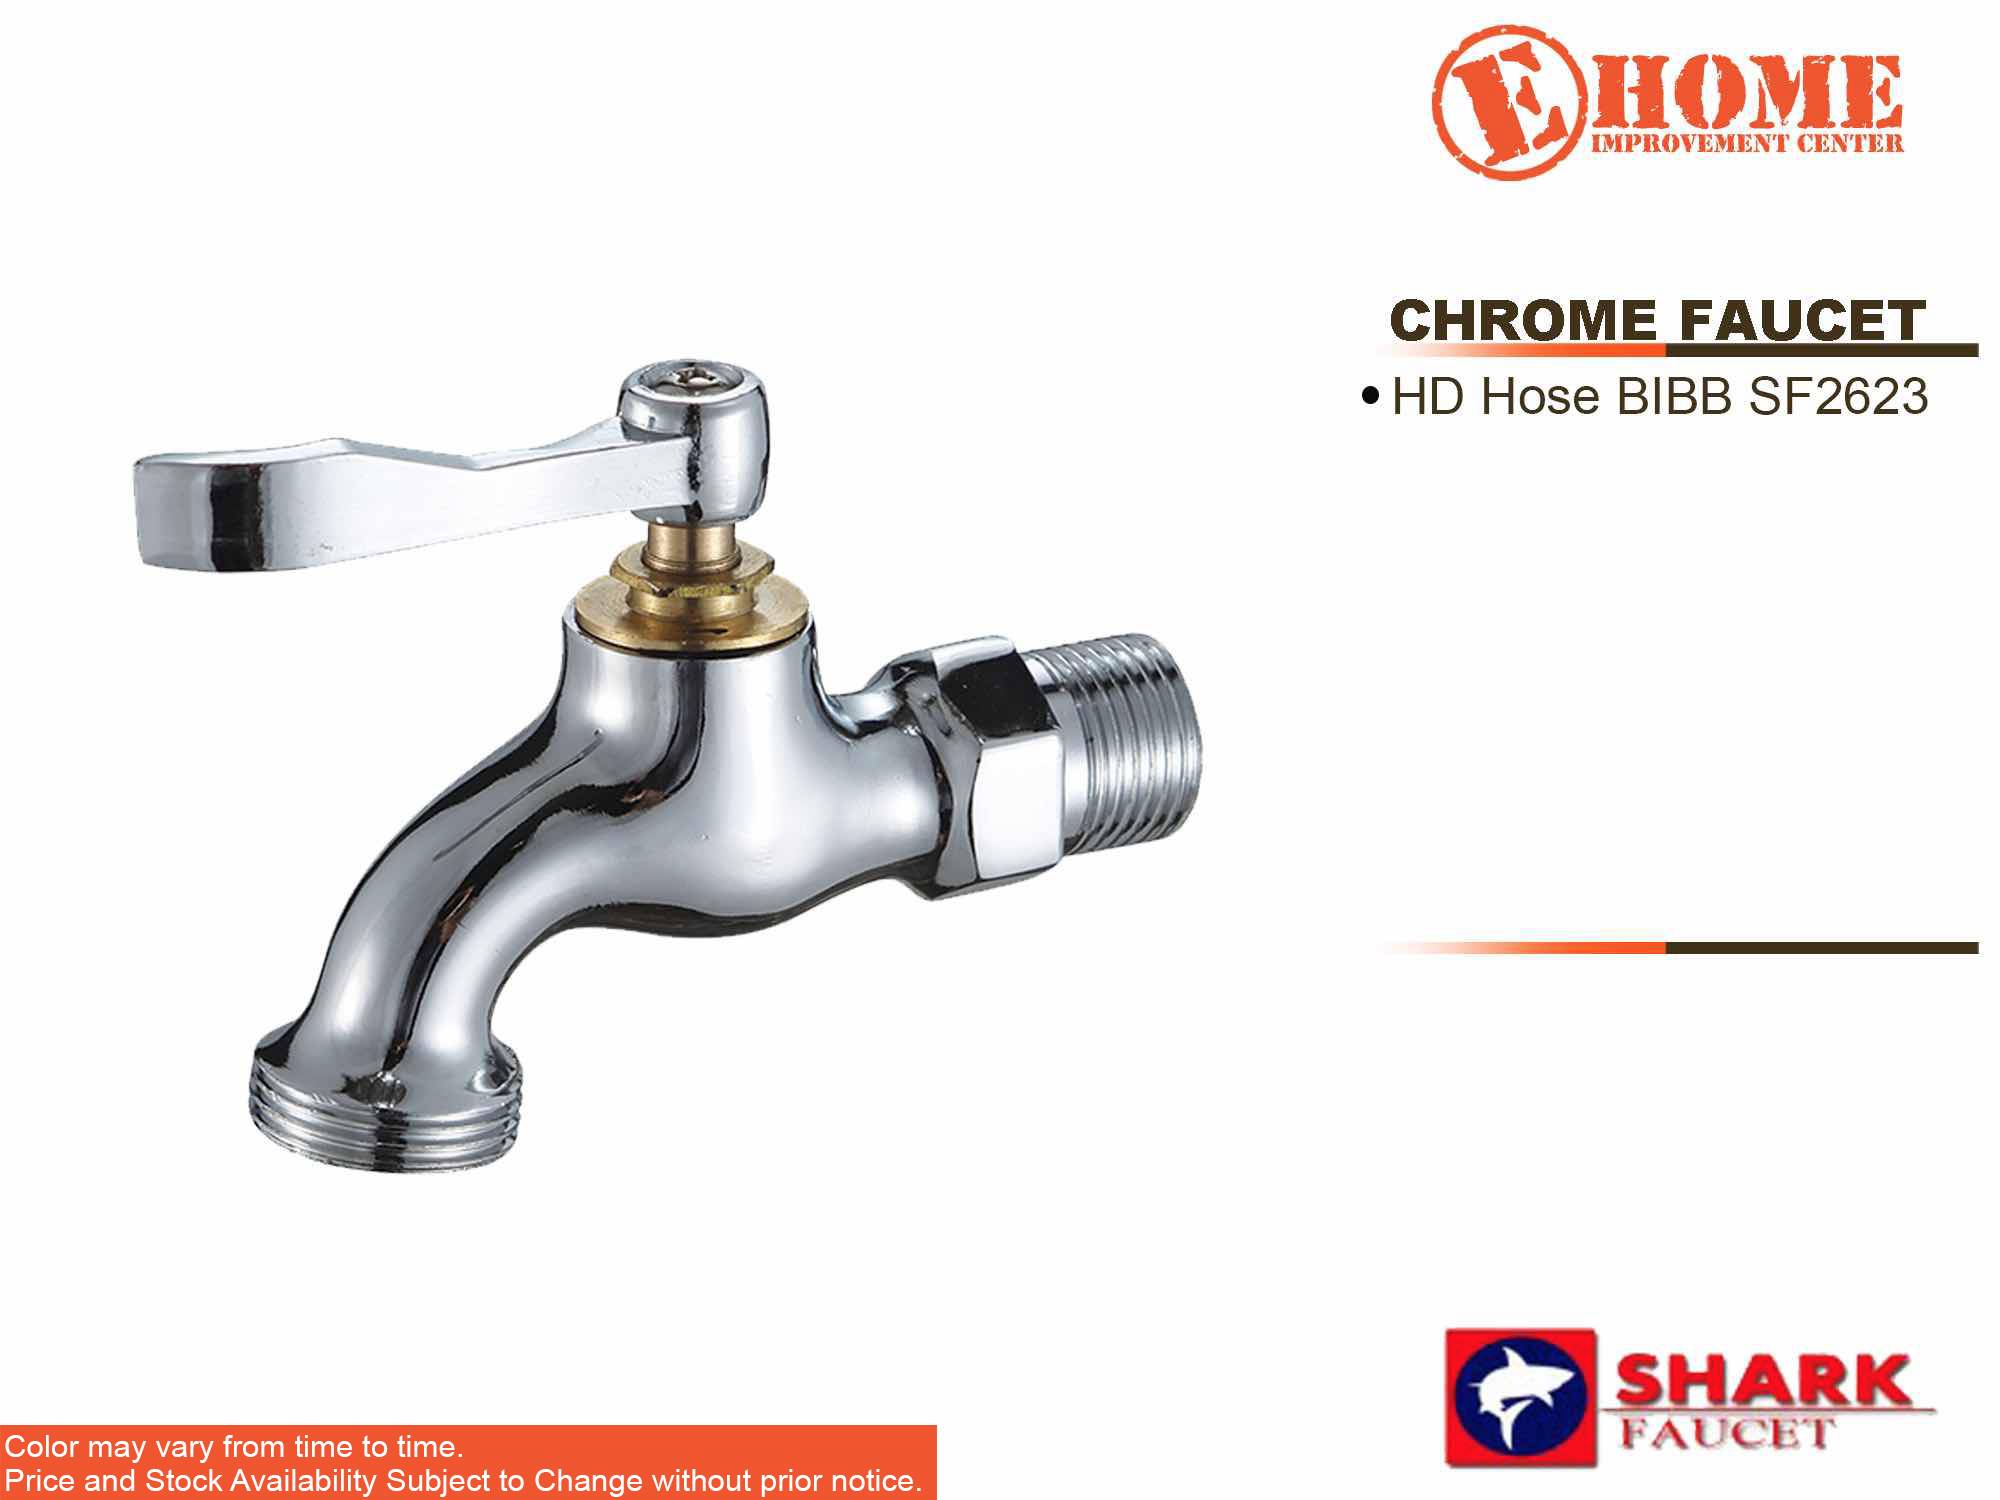 E HOME
IMPROVEMENT CENTER
CHROME FAUCET
• HD Hose BIBB SF2623
SHARK
FAUCET
Color may vary from time to time.
Price and Stock Availability Subject to Change without prior notice.